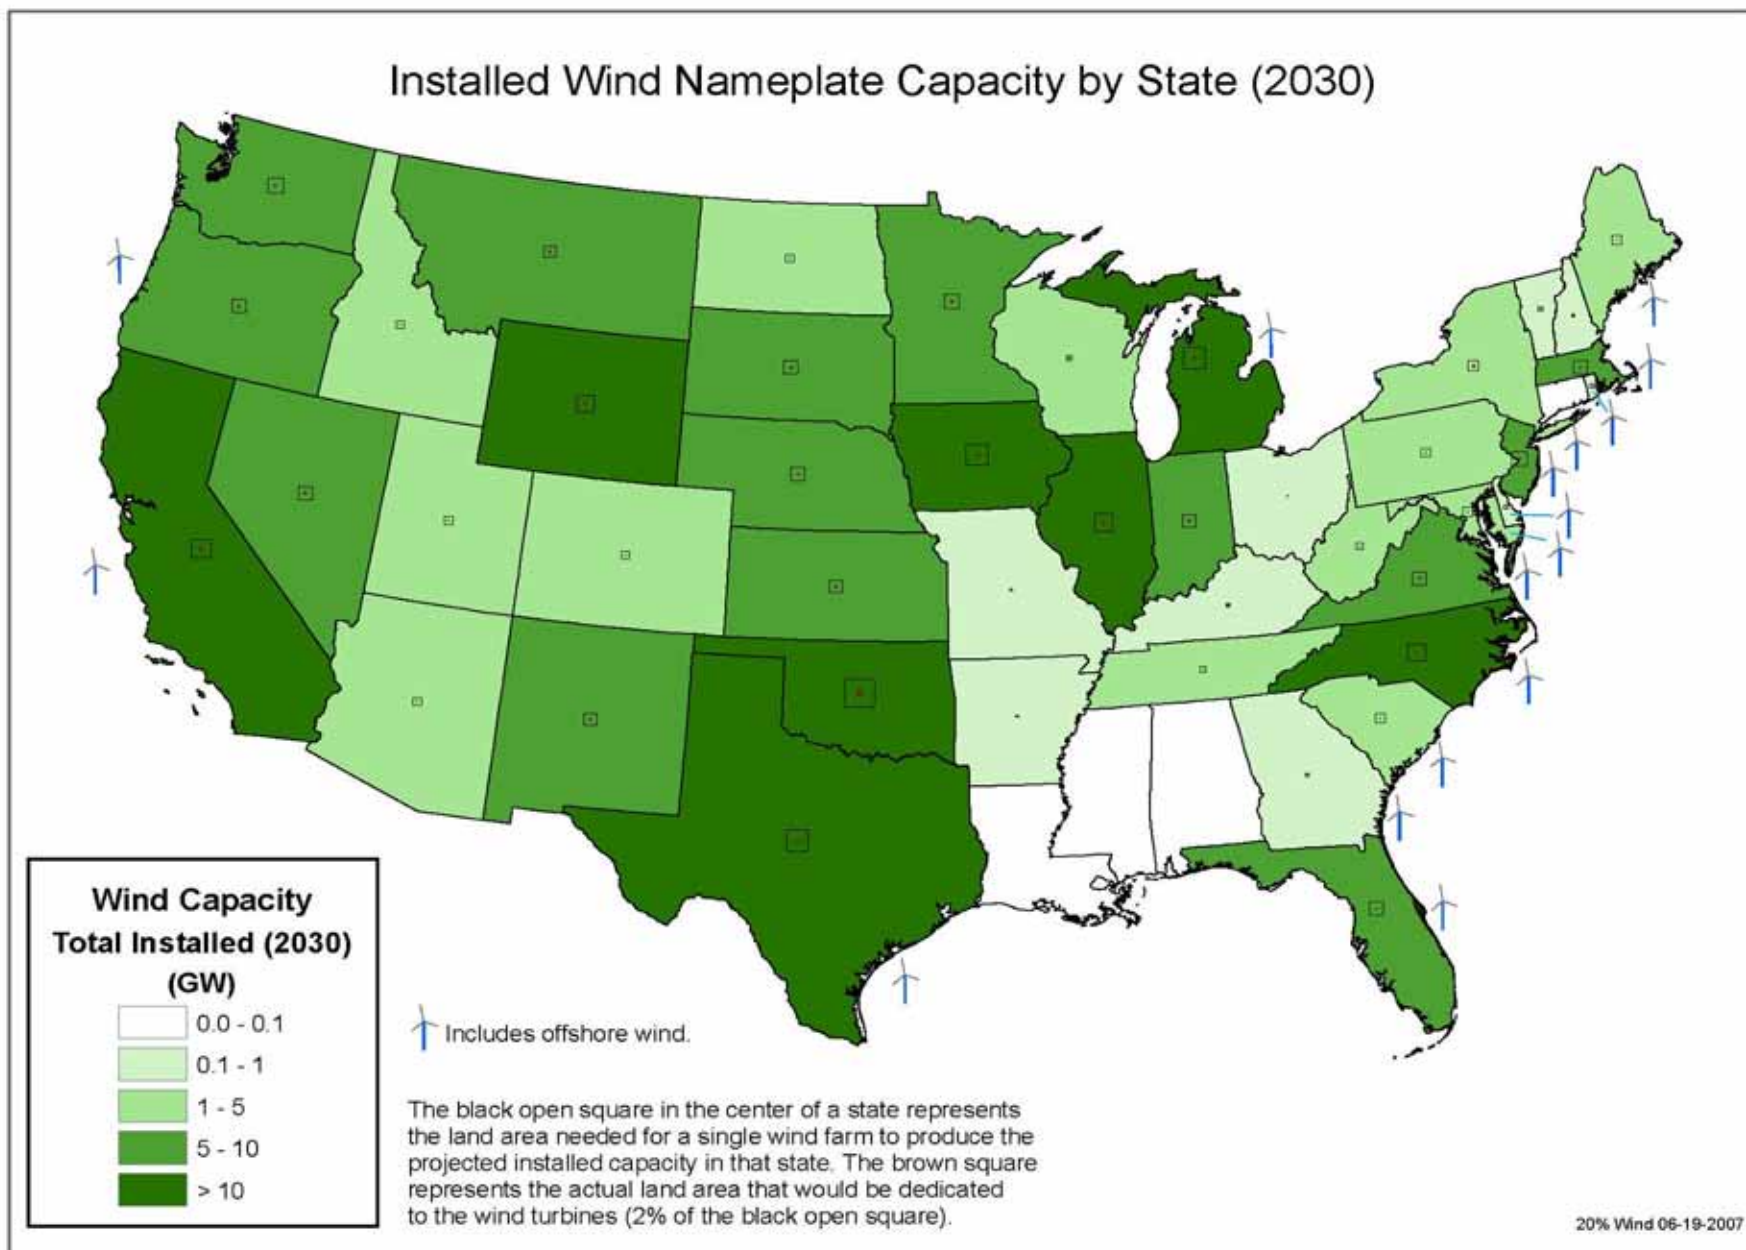 Installed Wind Nameplate Capacity by State (2030)
Wind Capacity
Total Installed (2030)
(GW)
0.0 - 0.1
0.1 - 1
1 - 5
5 - 10
> 10
Includes offshore wind.
The black open square in the center of a state represents
the land area needed for a single wind farm to produce the
projected installed capacity in that state. The brown square
represents the actual land area that would be dedicated
to the wind turbines (2% of the black open square).
20% Wind 06-19-2007